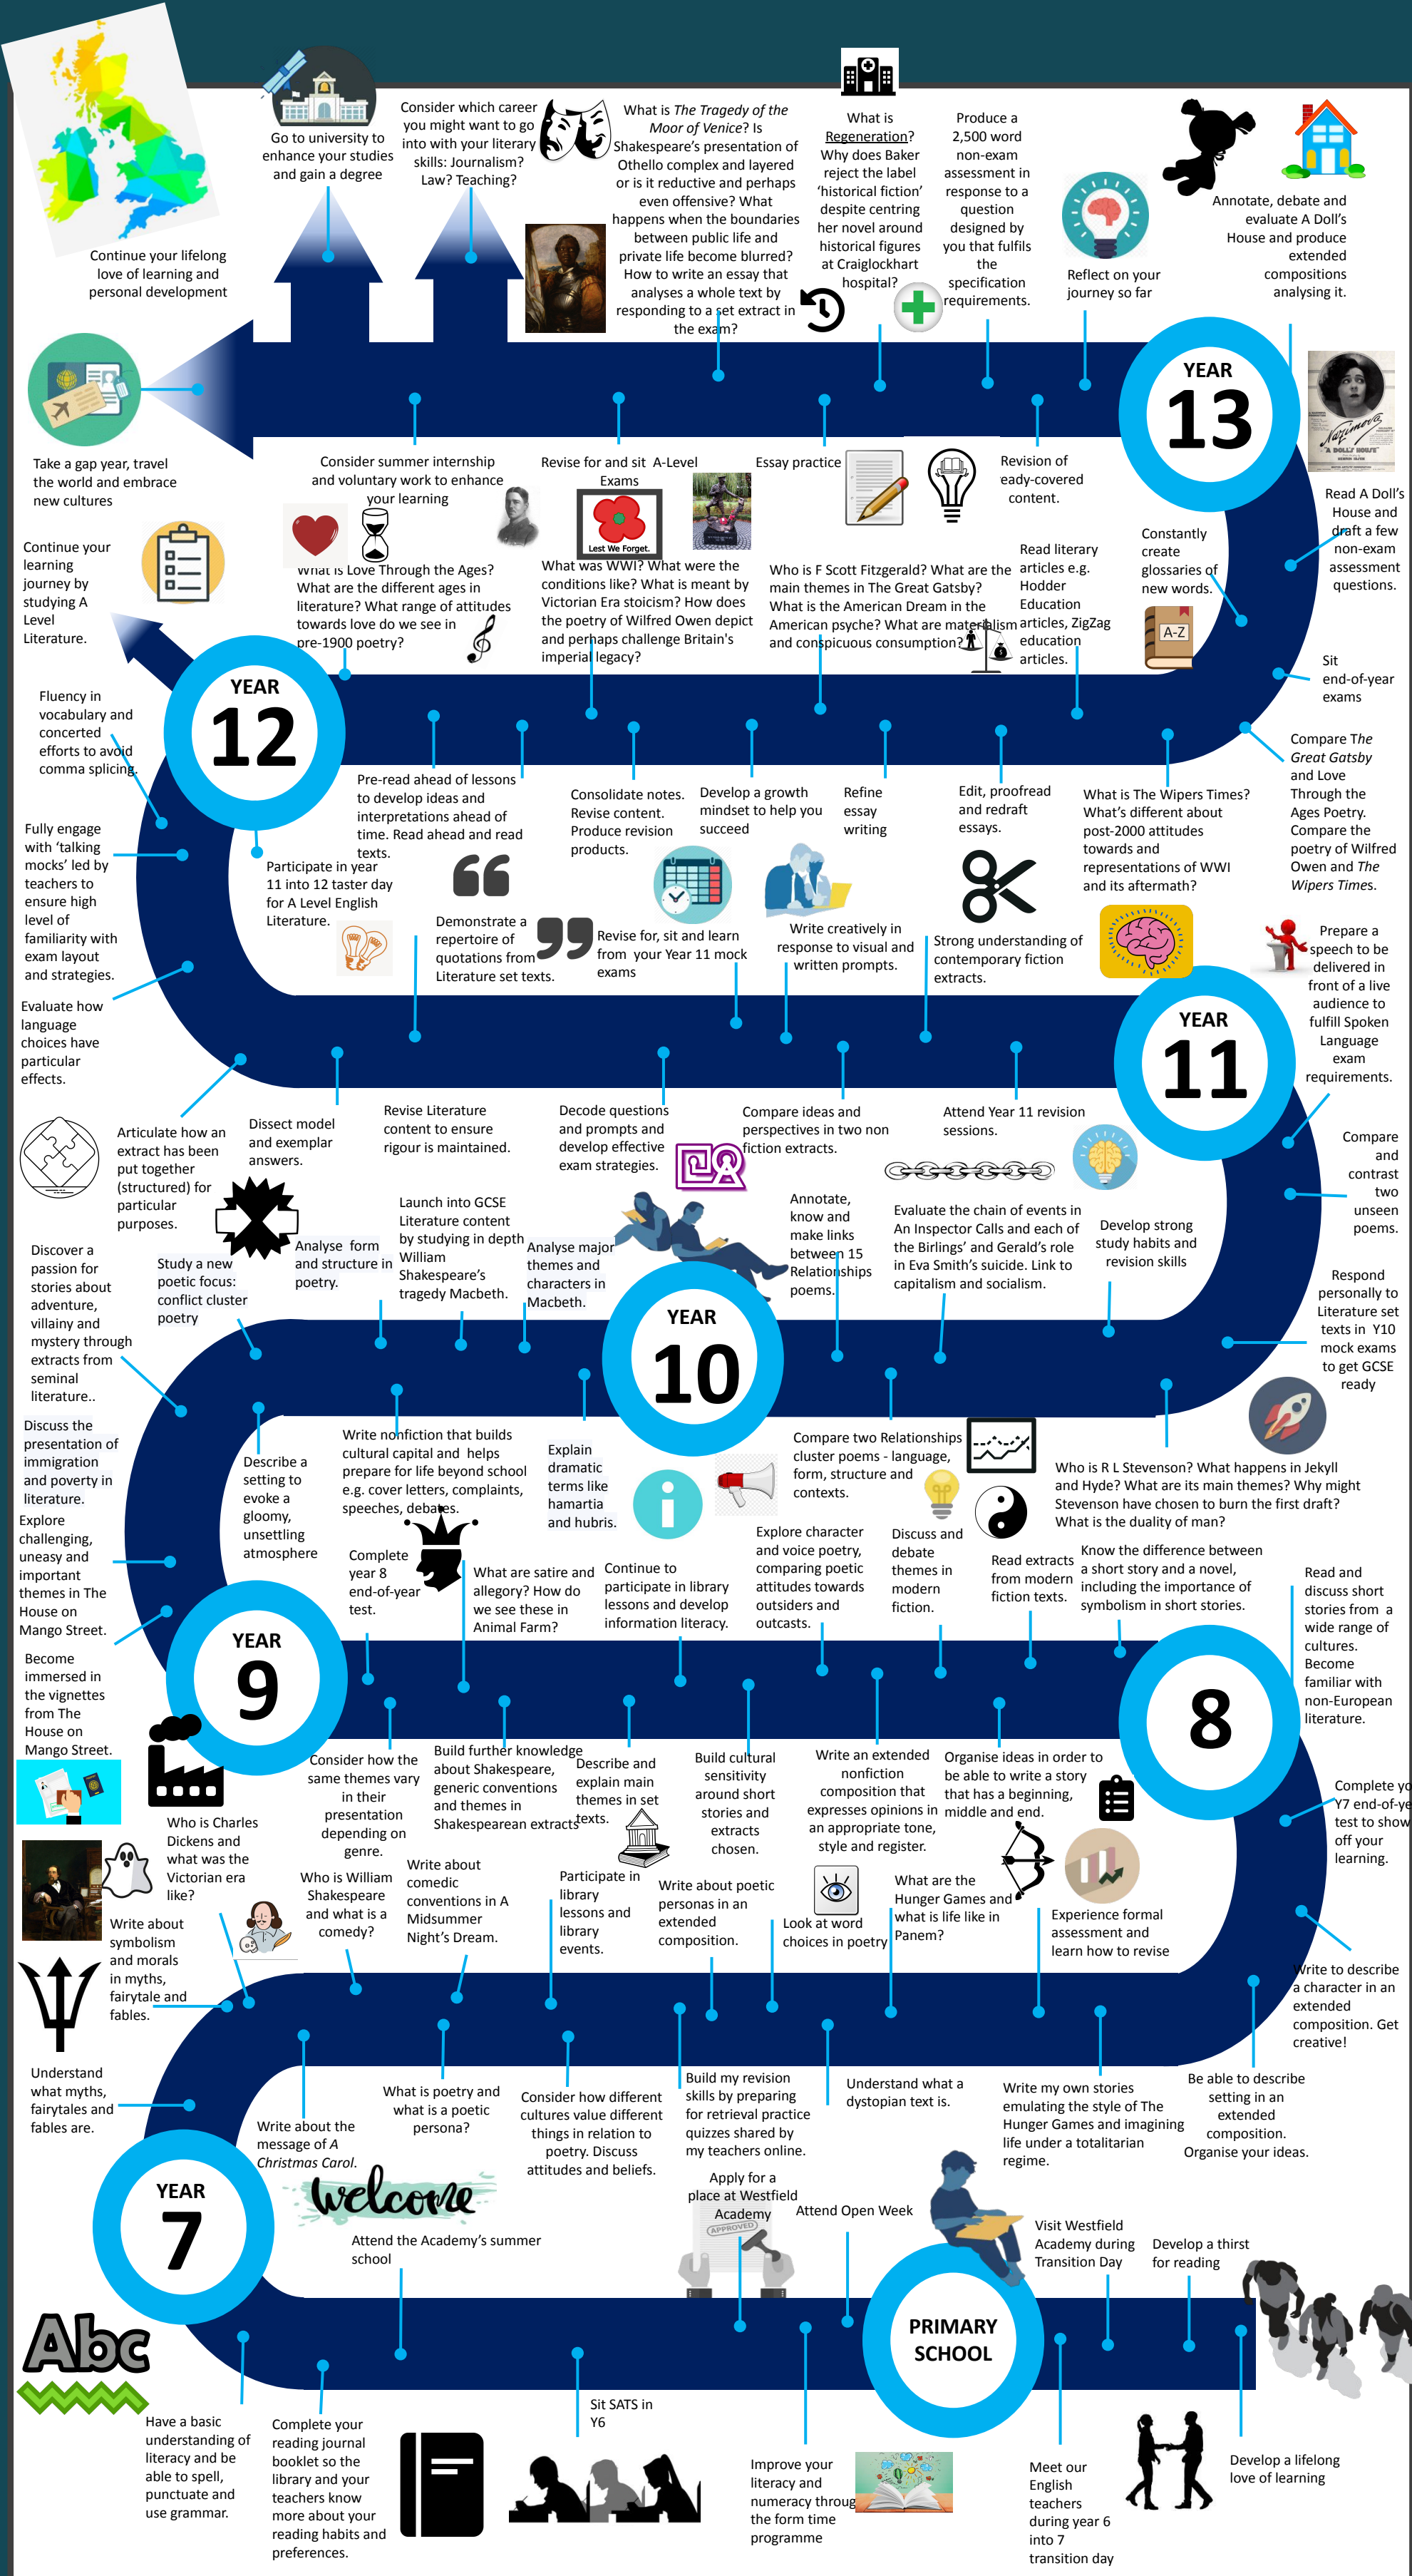 Go to university to
enhance your studies
and gain a degree
Consider which career
you might want to go
into with your literary
skills: Journalism?
Law? Teaching?
What is The Tragedy of the
Moor of Venice? Is
Shakespeare's presentation of
Othello complex and layered
or is it reductive and perhaps
even offensive? What
happens when the boundaries
between public life and
private life become blurred?
How to write an essay that
analyses a whole text by
responding to a set extract in
the exam?
What is
Regeneration?
Why does Baker
reject the label
'historical fiction'
despite centring
her novel around
historical figures
at Craiglockhart
hospital?
Produce a
2,500 word
non-exam
assessment in
response to a
question
designed by
you that fulfils
the
specification
requirements.
Reflect on your
journey so far
Annotate, debate and
evaluate A Doll's
House and produce
extended
compositions
analysing it.
Continue your lifelong
love of learning and
personal development
YEAR
13
Nazimova
"A DOLL'S HOUSE"
Take a gap year, travel
the world and embrace
new cultures
Consider summer internship
and voluntary work to enhance
your learning
Revise for and sit A-Level
Exams
Lest We Forget.
Essay practice
Revision of
eady-covered
content.
Read A Doll's
House and
draft a few
non-exam
assessment
questions.
Constantly
create
glossaries of
new words.
A-Z
Continue your
learning
journey by
studying A
Level
Literature.
What is Love Through the Ages?
What are the different ages in
literature? What range of attitudes
towards love do we see in
pre-1900 poetry?
What was WWI? What were the
conditions like? What is meant by
Victorian Era stoicism? How does
the poetry of Wilfred Owen depict
and perhaps challenge Britain's
imperial legacy?
Who is F Scott Fitzgerald? What are the
main themes in The Great Gatsby?
What is the American Dream in the
American psyche? What are materialism
and conspicuous consumption?
Read literary
articles e.g.
Hodder
Education
articles, ZigZag
education
articles.
Sit
end-of-year
exams
YEAR
12
Fluency in
vocabulary and
concerted
efforts to avoid
comma splicing.
Compare The
Great Gatsby
and Love
Through the
Ages Poetry.
Compare the
poetry of Wilfred
Owen and The
Wipers Times.
Pre-read ahead of lessons
to develop ideas and
interpretations ahead of
time. Read ahead and read
texts.
Consolidate notes.
Revise content.
Produce revision
products.
Develop a growth
mindset to help you
succeed
Refine
essay
writing
Edit, proofread
and redraft
essays.
What is The Wipers Times?
What's different about
post-2000 attitudes
towards and
representations of WWI
and its aftermath?
Fully engage
with 'talking
mocks' led by
teachers to
ensure high
level of
familiarity with
exam layout
and strategies.
Participate in year
11 into 12 taster day
for A Level English
Literature.
Demonstrate a
repertoire of
quotations from
Literature set texts.
Revise for, sit and learn
from your Year 11 mock
exams
Write creatively in
response to visual and
written prompts.
Strong understanding of
contemporary fiction
extracts.
Prepare a
speech to be
delivered in
front of a live
audience to
fulfill Spoken
Language
exam
requirements.
Evaluate how
language
choices have
particular
effects.
YEAR
11
Articulate how an
extract has been
put together
(structured) for
particular
purposes.
Dissect model
and exemplar
answers.
Revise Literature
content to ensure
rigour is maintained.
Decode questions
and prompts and
develop effective
exam strategies.
Compare ideas and
perspectives in two non
fiction extracts.
Attend Year 11 revision
sessions.
Compare
and
contrast
two
unseen
poems.
Discover a
passion for
stories about
adventure,
villainy and
mystery through
extracts from
seminal
literature..
Study a new
poetic focus:
conflict cluster
poetry
Analyse form
and structure in
poetry.
Launch into GCSE
Literature content
by studying in depth
William
Shakespeare's
tragedy Macbeth.
Analyse major
themes and
characters in
Macbeth.
Annotate,
know and
make links
between 15
Relationships
poems.
Evaluate the chain of events in
An Inspector Calls and each of
the Birlings' and Gerald's role
in Eva Smith's suicide. Link to
capitalism and socialism.
Develop strong
study habits and
revision skills
Respond
personally to
Literature set
texts in Y10
mock exams
to get GCSE
ready
YEAR
10
Discuss the
presentation of
immigration
and poverty in
literature.
Describe a
setting to
evoke a
gloomy,
unsettling
atmosphere
Write nonfiction that builds
cultural capital and helps
prepare for life beyond school
e.g. cover letters, complaints,
speeches, debates.
Explain
dramatic
terms like
hamartia
and hubris.
Compare two Relationships
cluster poems - language,
form, structure and
contexts.
Who is R L Stevenson? What happens in Jekyll
and Hyde? What are its main themes? Why might
Stevenson have chosen to burn the first draft?
What is the duality of man?
Explore
challenging,
uneasy and
important
themes in The
House on
Mango Street.
Complete
year 8
end-of-year
test.
What are satire and
allegory? How do
we see these in
Animal Farm?
Continue to
participate in library
lessons and develop
information literacy.
Explore character
and voice poetry,
comparing poetic
attitudes towards
outsiders and
outcasts.
Discuss and
debate
themes in
modern
fiction.
Read extracts
from modern
fiction texts.
Know the difference between
a short story and a novel,
including the importance of
symbolism in short stories.
Read and
discuss short
stories from a
wide range of
cultures.
Become
familiar with
non-European
literature.
YEAR
9
8
Become
immersed in
the vignettes
from The
House on
Mango Street.
Consider how the
same themes vary
in their
presentation
depending on
genre.
Build further knowledge
about Shakespeare,
generic conventions
and themes in
Shakespearean extracts
Describe and
explain main
themes in set
texts.
Build cultural
sensitivity
around short
stories and
extracts
chosen.
Write an extended
nonfiction
composition that
expresses opinions in
an appropriate tone,
style and register.
Organise ideas in order to
be able to write a story
that has a beginning,
middle and end.
Complete yo
Y7 end-of-ye
test to show
off your
learning.
Who is Charles
Dickens and
what was the
Victorian era
like?
Who is William
Shakespeare
and what is a
comedy?
Write about
comedic
conventions in A
Midsummer
Night's Dream.
Participate in
library
lessons and
library
events.
Write about poetic
personas in an
extended
composition.
Look at word
choices in poetry
What are the
Hunger Games and
what is life like in
Panem?
Experience formal
assessment and
learn how to revise
Write about
symbolism
and morals
in myths,
fairytale and
fables.
Write to describe
a character in an
extended
composition. Get
creative!
Understand
what myths,
fairytales and
fables are.
Write about the
message of A
Christmas Carol.
What is poetry and
what is a poetic
persona?
Consider how different
cultures value different
things in relation to
poetry. Discuss
attitudes and beliefs.
Build my revision
skills by preparing
for retrieval practice
quizzes shared by
my teachers online.
Understand what a
dystopian text is.
Write my own stories
emulating the style of The
Hunger Games and imagining
life under a totalitarian
regime.
Be able to describe
setting in an
extended
composition.
Organise your ideas.
YEAR
7
welcome
Attend the Academy's summer
school
Apply for a
place at Westfield
Academy
APPROVED
Attend Open Week
Visit Westfield
Academy during
Transition Day
Develop a thirst
for reading
PRIMARY
SCHOOL
Abc
Have a basic
understanding of
literacy and be
able to spell,
punctuate and
use grammar.
Complete your
reading journal
booklet so the
library and your
teachers know
more about your
reading habits and
preferences.
Sit SATS in
Y6
Improve your
literacy and
numeracy throug
the form time
programme
Meet our
English
teachers
during year 6
into 7
transition day
Develop a lifelong
love of learning